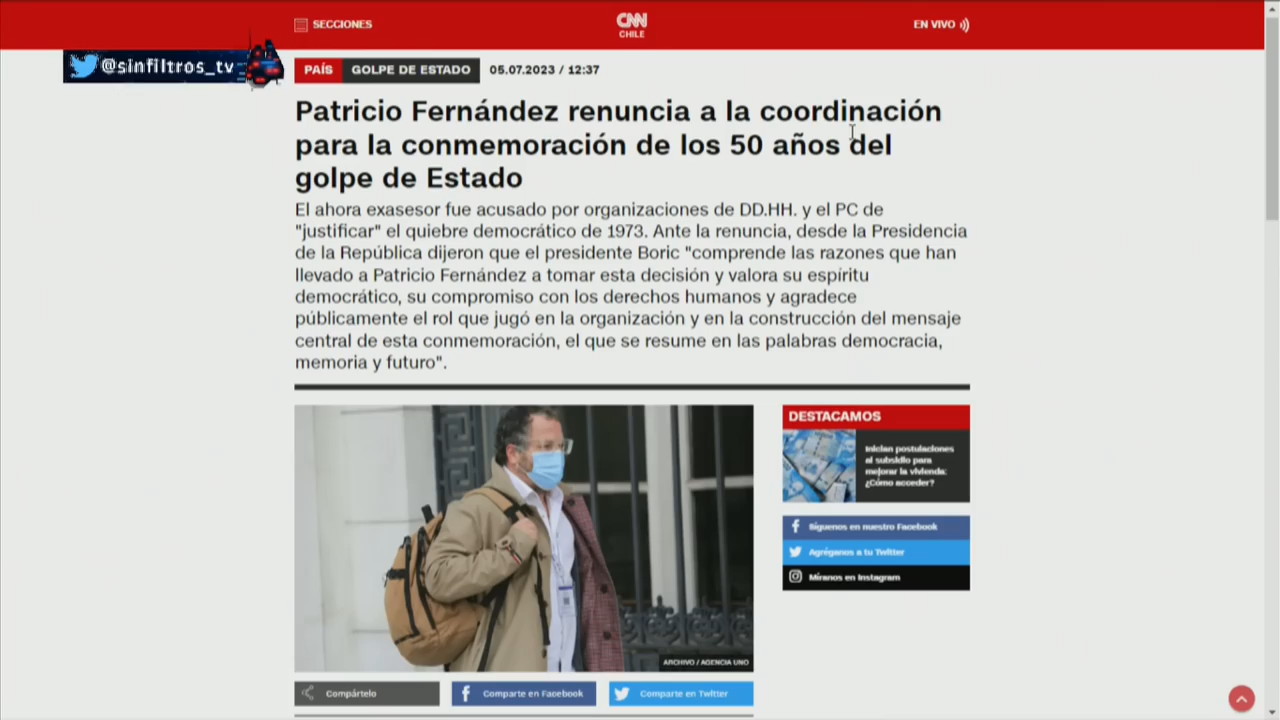 SECCIONES
CNN
CHILE
EN VIVO
@sinfiltros_tv
PAÍS GOLPE DE ESTADO 05.07.2023 / 12:37
Patricio Fernández renuncia a la coordinación
para la conmemoración de los 50 años del
golpe de Estado
El ahora exasesor fue acusado por organizaciones de DD.HH. y el PC de
"justificar" el quiebre democrático de 1973. Ante la renuncia, desde la Presidencia
de la República dijeron que el presidente Boric "comprende las razones que han
llevado a Patricio Fernández a tomar esta decisión y valora su espíritu
democrático, su compromiso con los derechos humanos y agradece
públicamente el rol que jugó en la organización y en la construcción del mensaje
central de esta conmemoración, el que se resume en las palabras democracia,
memoria y futuro".
DESTACAMOS
Inician postulaciones
al subsidio para
mejorar la vivienda:
¿Cómo acceder?
Síguenos en nuestro Facebook
Agréganos a tu Twitter
Míranos en Instagram
ARCHIVO / AGENCIA UNO
Compártelo
Comparte en Facebook
Comparte en Twitter